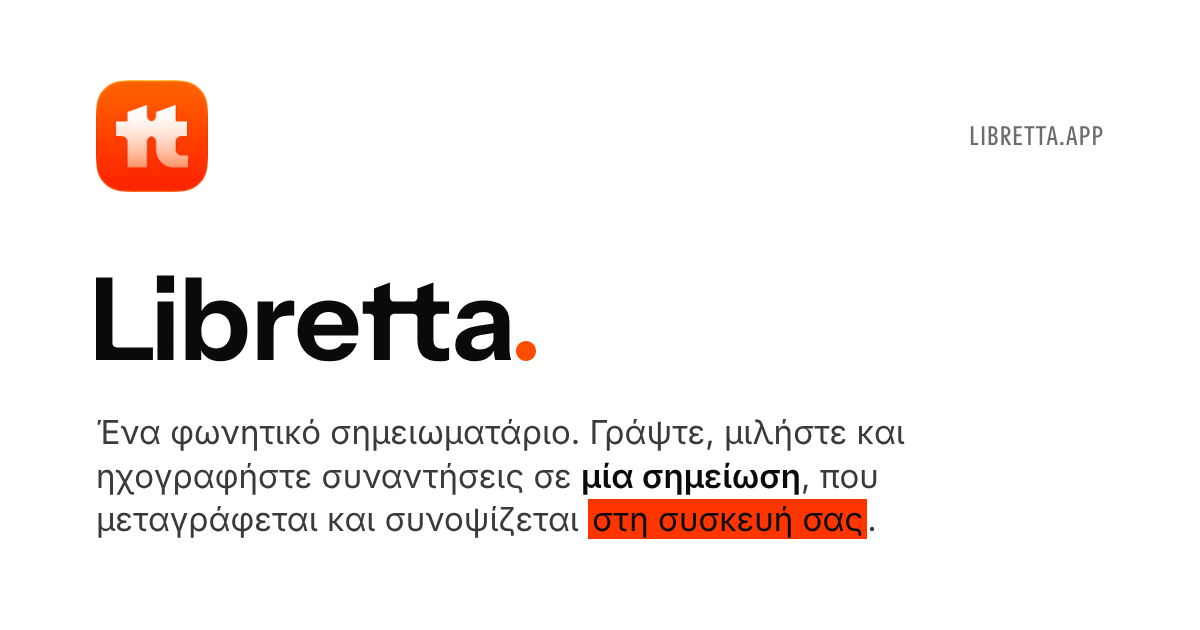 tt
LIBRETTA.APP
Libretta.
Ένα φωνητικό σημειωματάριο. Γράψτε, μιλήστε και
ηχογραφήστε συναντήσεις σε μία σημείωση, που
μεταγράφεται και συνοψίζεται στη συσκευή σας.